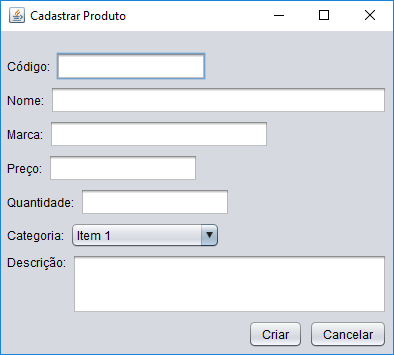 Cadastrar Produto
Código:
Nome:
Marca:
Preço:
Quantidade:
Categoria: Item 1
Descrição:
Criar Cancelar